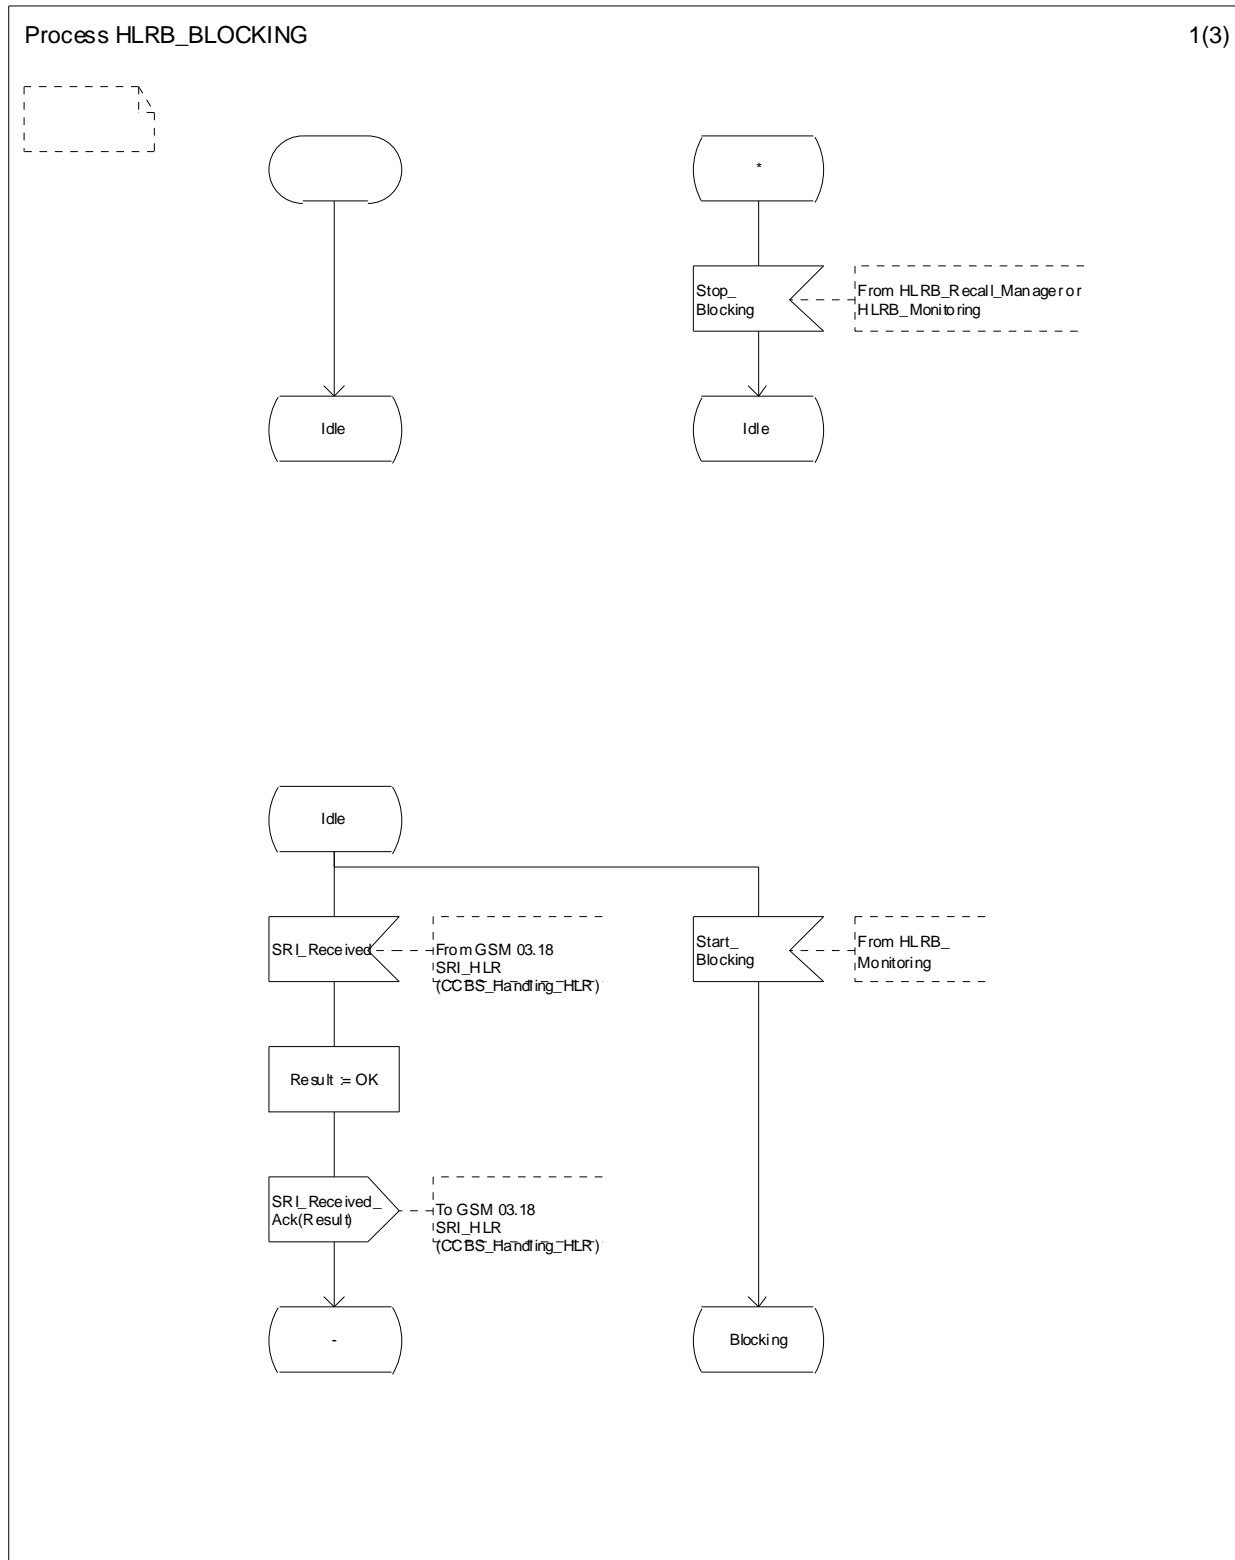 Process HLRB_BLOCKING
1(3)
*
Stop_
Blocking
From HLRB_Recall_Manager or
HLRB_Monitoring
Idle
Idle
Idle
SRI_Received
From GSM 03.18
SRI_HLR
(CCBS_Handling_HLR)
Start_
Blocking
From HLRB_
Monitoring
Result := OK
SRI_Received_
Ack(Result)
To GSM 03.18
SRI_HLR
(CCBS_Handling_HLR)
-
Blocking